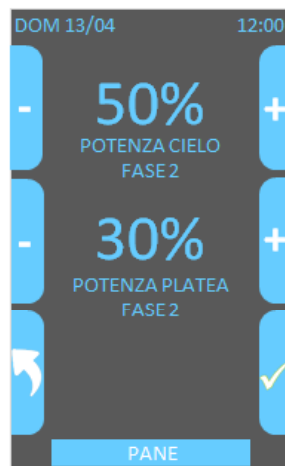 DOM 13/04 12:00
- 50% +
POTENZA CIELO
FASE 2
- 30% +
POTENZA PLATEA
FASE 2
PANE